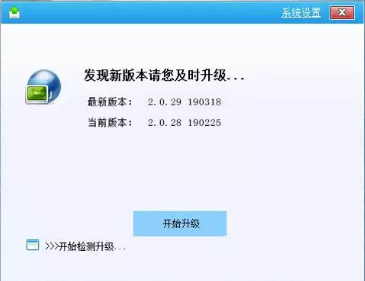 系统设置
发现新版本请您及时升级...
最新版本： 2.0.29 190318
当前版本： 2.0.28 190225
开始升级
>>>开始检测升级...